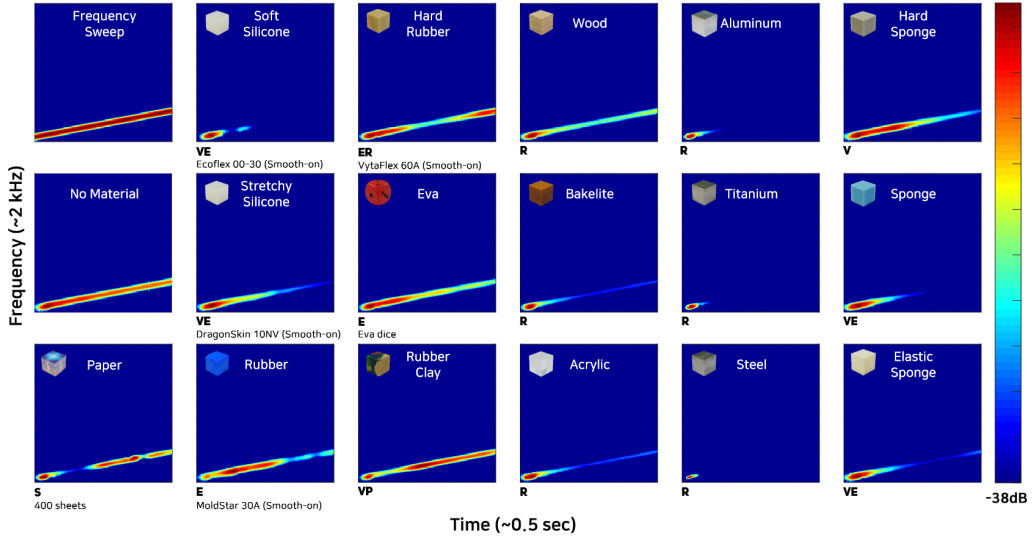 Frequency
Sweep
Soft
Silicone
Hard
Rubber
Wood
Aluminum
Hard
Sponge
VE
Ecoflex 00-30 (Smooth-on)
ER
VytaFlex 60A (Smooth-on)
R
R
V
No Material
Stretchy
Silicone
Eva
Bakelite
Titanium
Sponge
VE
DragonSkin 10NV (Smooth-on)
E
Eva dice
R
R
VE
Paper
Rubber
Rubber
Clay
Acrylic
Steel
Elastic
Sponge
S
400 sheets
E
MoldStar 30A (Smooth-on)
VP
R
R
VE
-38dB
Frequency (~2 kHz)
Time (~0.5 sec)